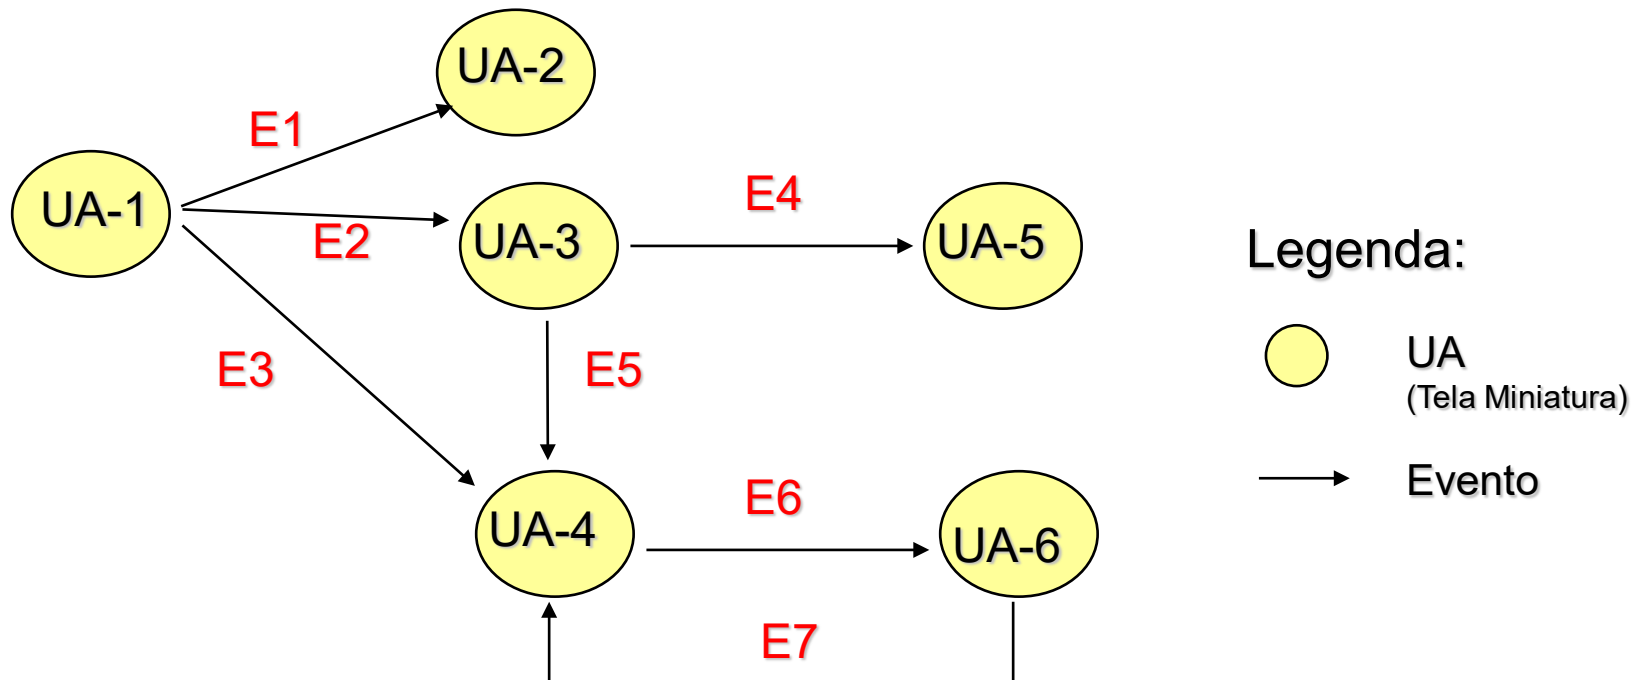 UA-2
E1
UA-1
E2
UA-3
E4
UA-5
E3
E5
UA-4
E6
UA-6
E7
Legenda:
UA
(Tela Miniatura)
Evento